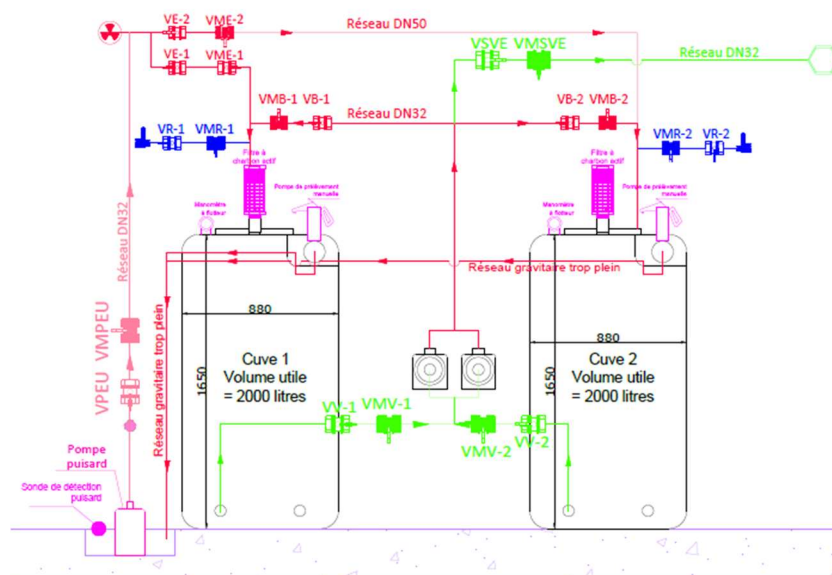 VE-2 VME-2
Réseau DN50
VE-1 VME-1
VSVE VMSVE
Réseau DN32
VMB-1 VB-1
Réseau DN32
VB-2 VMB-2
VR-1 VMR-1
VMR-2 VR-2
Filtre à
charbon actif
Filtre à
charbon actif
Pompe de prélèvement
manuelle
Pompe de prélèvement
manuelle
Manomètre
à flotteur
Manomètre
à flotteur
Réseau DN32
Réseau gravitaire trop plein
Réseau gravitaire trop plein
880
880
VPEU VMPEU
1650
1650
Cuve 1
Volume utile
= 2000 litres
Cuve 2
Volume utile
= 2000 litres
VV-1
VMV-1
VMV-2
VV-2
Pompe
puisard
Sonde de détection
puisard